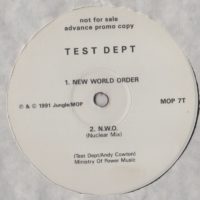 not for sale
advance promo copy
TEST DEPT
1. NEW WORLD ORDER
℗ & © 1991 Jungle/MOP
MOP 7T
2. N.W.O.
(Nuclear Mix)
(Test Dept/Andy Cowton)
Ministry Of Power Music